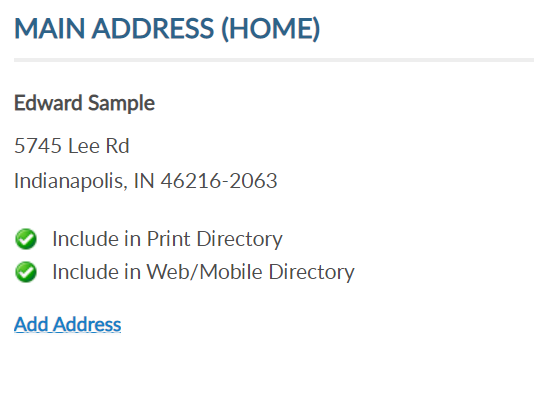 MAIN ADDRESS (HOME)
Edward Sample
5745 Lee Rd
Indianapolis, IN 46216-2063
Include in Print Directory
Include in Web/Mobile Directory
Add Address